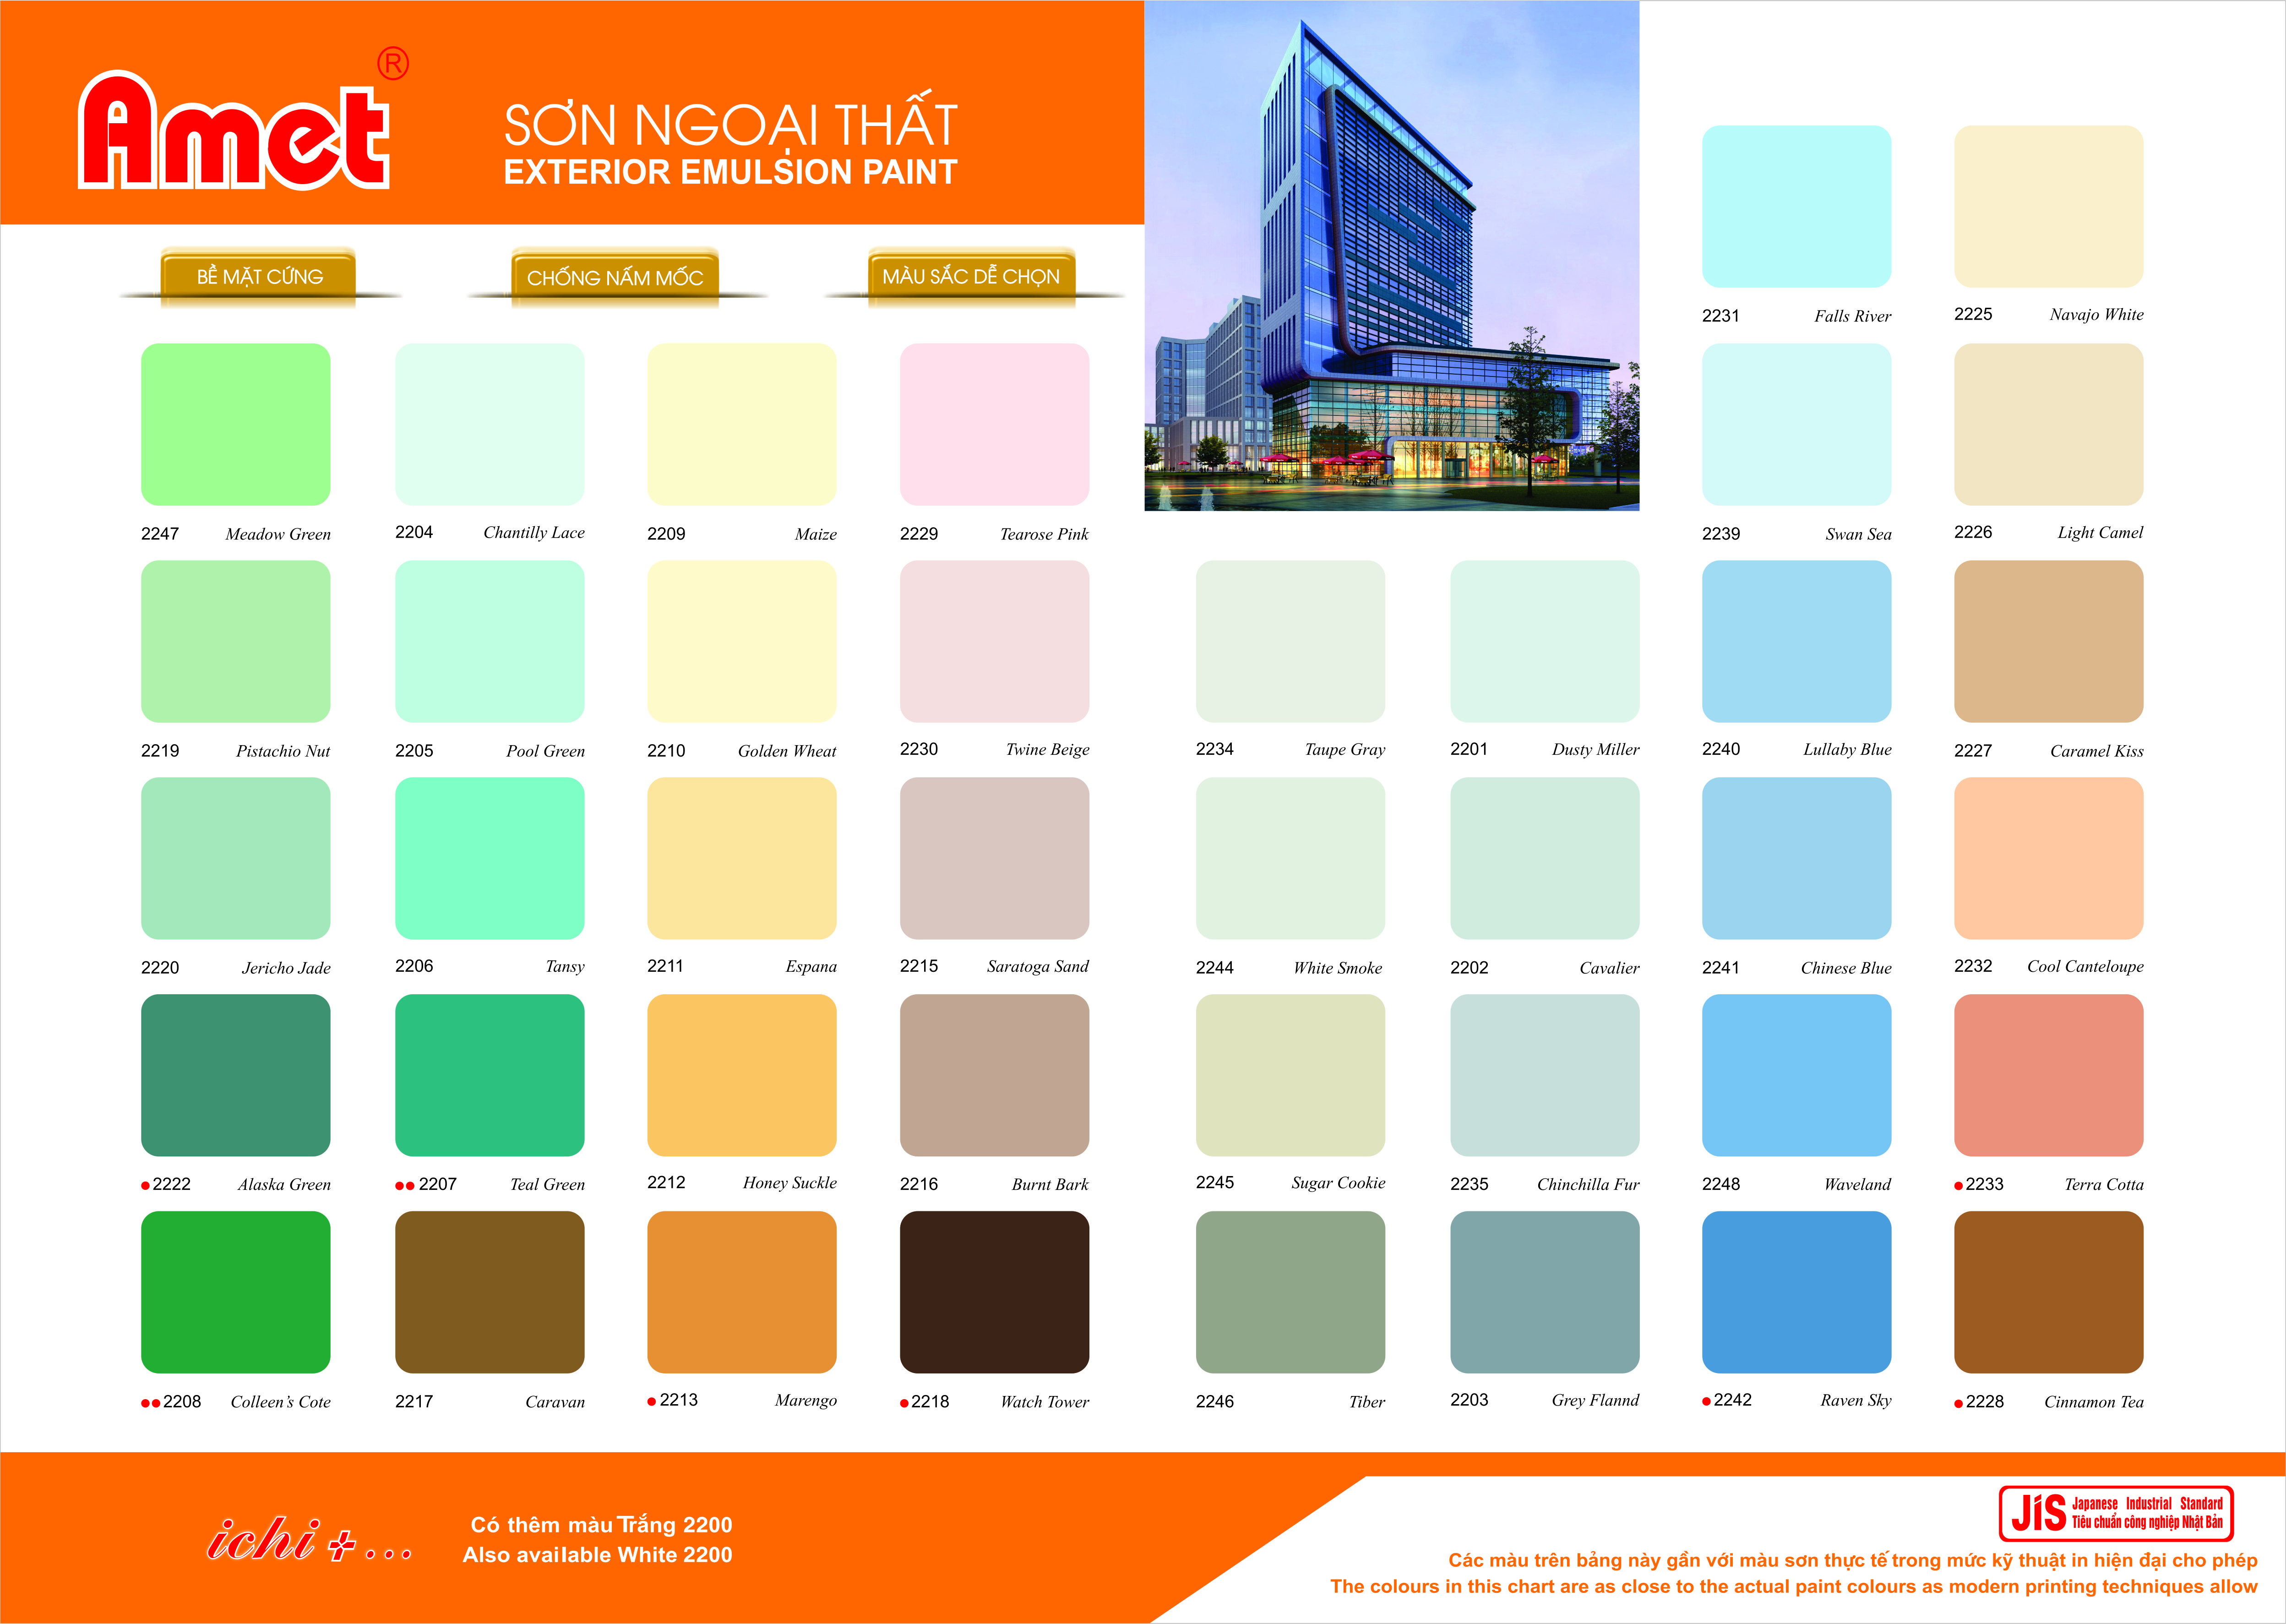 Amet ®
SƠN NGOẠI THẤT
EXTERIOR EMULSION PAINT
BỀ MẶT CỨNG
CHỐNG NẤM MỐC
MÀU SẮC DỄ CHỌN
2231 Falls River
2225 Navajo White
2247 Meadow Green
2204 Chantilly Lace
2209 Maize
2229 Tearose Pink
2239 Swan Sea
2226 Light Camel
2219 Pistachio Nut
2205 Pool Green
2210 Golden Wheat
2230 Twine Beige
2234 Taupe Gray
2201 Dusty Miller
2240 Lullaby Blue
2227 Caramel Kiss
2220 Jericho Jade
2206 Tansy
2211 Espana
2215 Saratoga Sand
2244 White Smoke
2202 Cavalier
2241 Chinese Blue
2232 Cool Canteloupe
2222 Alaska Green
2207 Teal Green
2212 Honey Suckle
2216 Burnt Bark
2245 Sugar Cookie
2235 Chinchilla Fur
2248 Waveland
2233 Terra Cotta
2208 Colleen's Cote
2217 Caravan
2213 Marengo
2218 Watch Tower
2246 Tiber
2203 Grey Flannd
2242 Raven Sky
2228 Cinnamon Tea
ichi+...
Có thêm màu Trắng 2200
Also available White 2200
JIS
Japanese Industrial Standard
Tiêu chuẩn công nghiệp Nhật Bản
Các màu trên bảng này gần với màu sơn thực tế trong mức kỹ thuật in hiện đại cho phép
The colours in this chart are as close to the actual paint colours as modern printing techniques allow